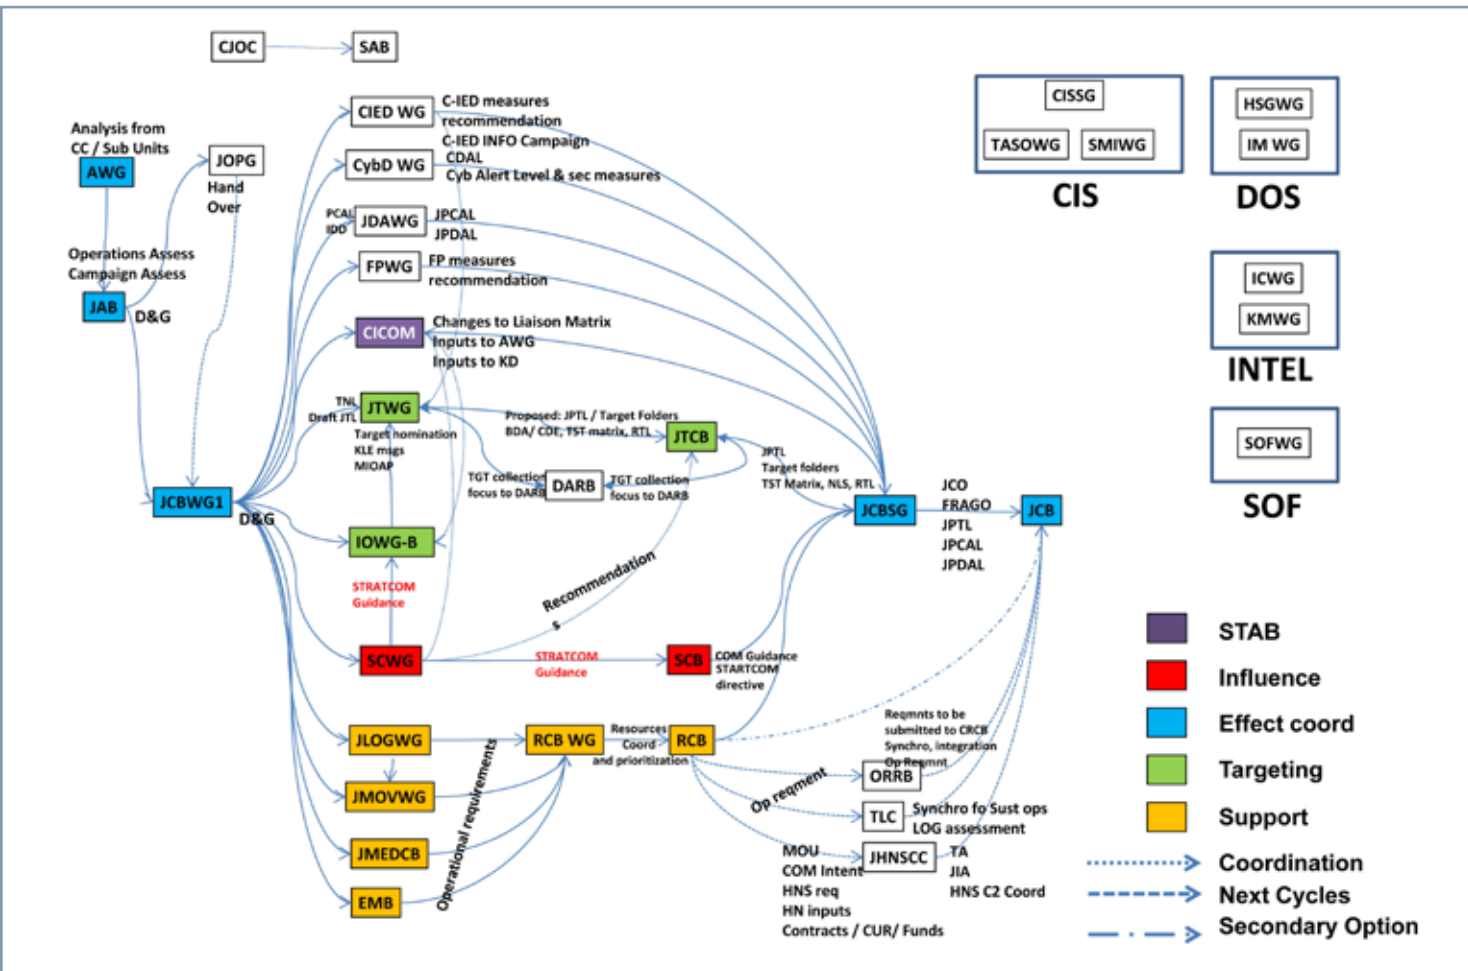 CJOC
SAB
CIED WG
C-IED measures
recommendation
C-IED INFO Campaign
CISSG
TASOWG
SMIWG
CIS
HSGWG
IM WG
DOS
Analysis from
CC / Sub Units
AWG
JOPG
Hand
Over
CybD WG
CDAL
Cyb Alert Level & sec measures
PCAL
IDD
JDAWG
JPCAL
JPDAL
Operations Assess
Campaign Assess
FPWG
FP measures
recommendation
ICWG
KMWG
INTEL
JAB
D&G
CICOM
Changes to Liaison Matrix
Inputs to AWG
Inputs to KD
TNL
Draft JTL
JTWG
Target nomination
KLE msgs
MIOAP
Proposed: JPTL / Target Folders
BDA/ CDE, TST matrix, RTL
JTCB
SOFWG
SOF
TGT collection
focus to DARB
DARB
TGT collection
focus to DARB
JPTL
Target folders
TST Matrix, NLS, RTL
JCBWG1
D&G
JCBSG
JCO
FRAGO
JPTL
JPCAL
JPDAL
JCB
IOWG-B
STRATCOM
Guidance
Recommendation
s
SCWG
STRATCOM
Guidance
SCB
COM Guidance
STARTCOM
directive
STAB
Influence
Effect coord
Targeting
Support
Coordination
Next Cycles
Secondary Option
JLOGWG
RCB WG
Resources
Coord
and prioritization
RCB
Reqmnts to be
submitted to CRCB
Synchro, integration
Op Reqmnt
Operational requirements
JMOVWG
Op reqment
ORRB
TLC
Synchro fo Sust ops
LOG assessment
JMEDCB
JHNSCC
MOU
COM Intent
HNS req
HN inputs
Contracts / CUR/ Funds
TA
JIA
HNS C2 Coord
EMB